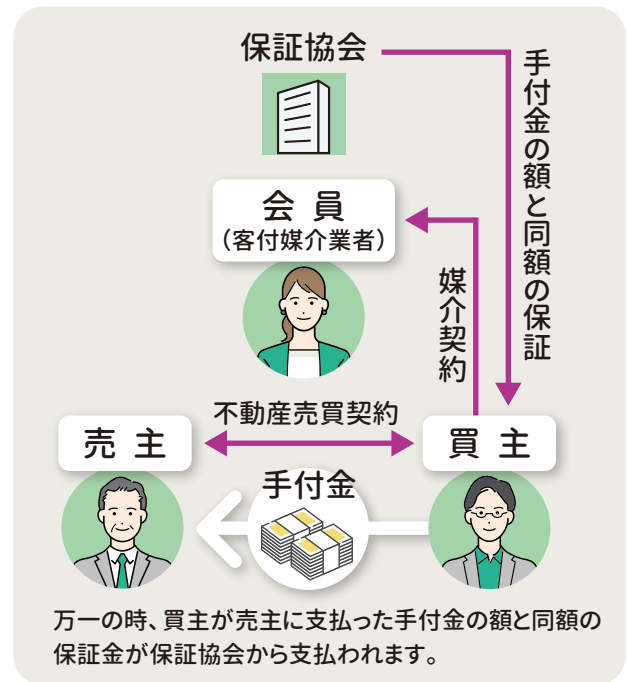 保証協会
手付金の額と同額の保証
会員
（客付媒介業者）
媒介契約
不動産売買契約
売主
買主
手付金
万一の時、買主が売主に支払った手付金の額と同額の
保証金が保証協会から支払われます。